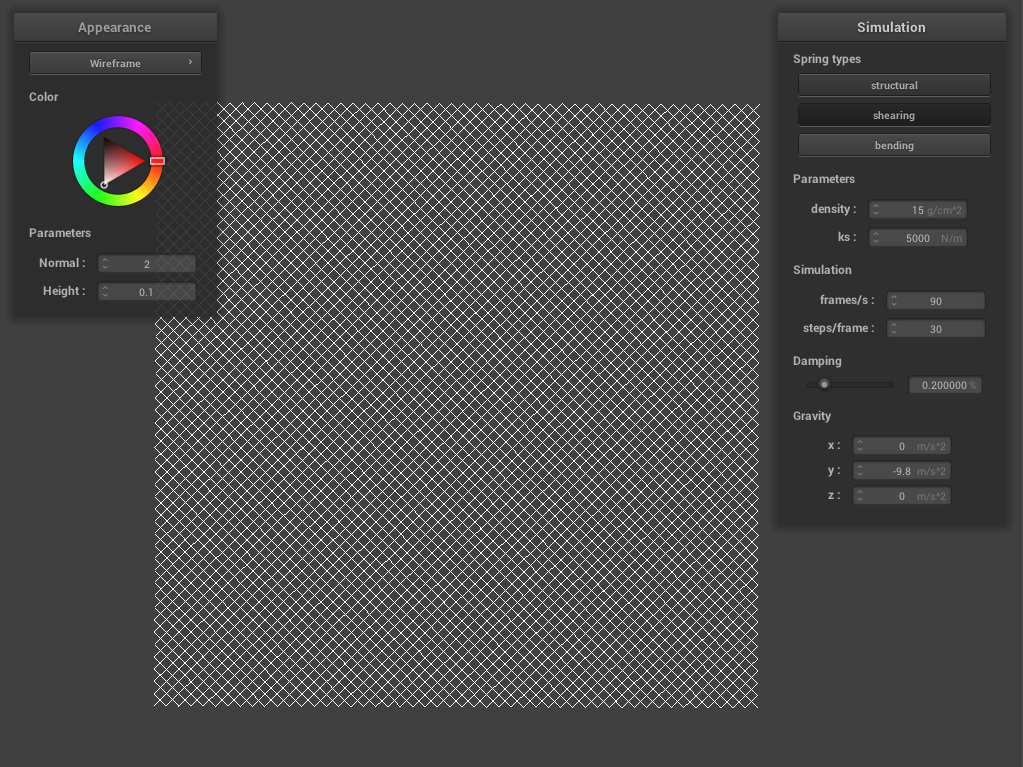 Appearance
Wireframe ›
Color
Parameters
Normal : 2
Height : 0.1
Simulation
Spring types
structural
shearing
bending
Parameters
density : 15 g/cm^2
ks : 5000 N/m
Simulation
frames/s : 90
steps/frame : 30
Damping
0.200000 %
Gravity
x : 0 m/s^2
y : -9.8 m/s^2
z : 0 m/s^2